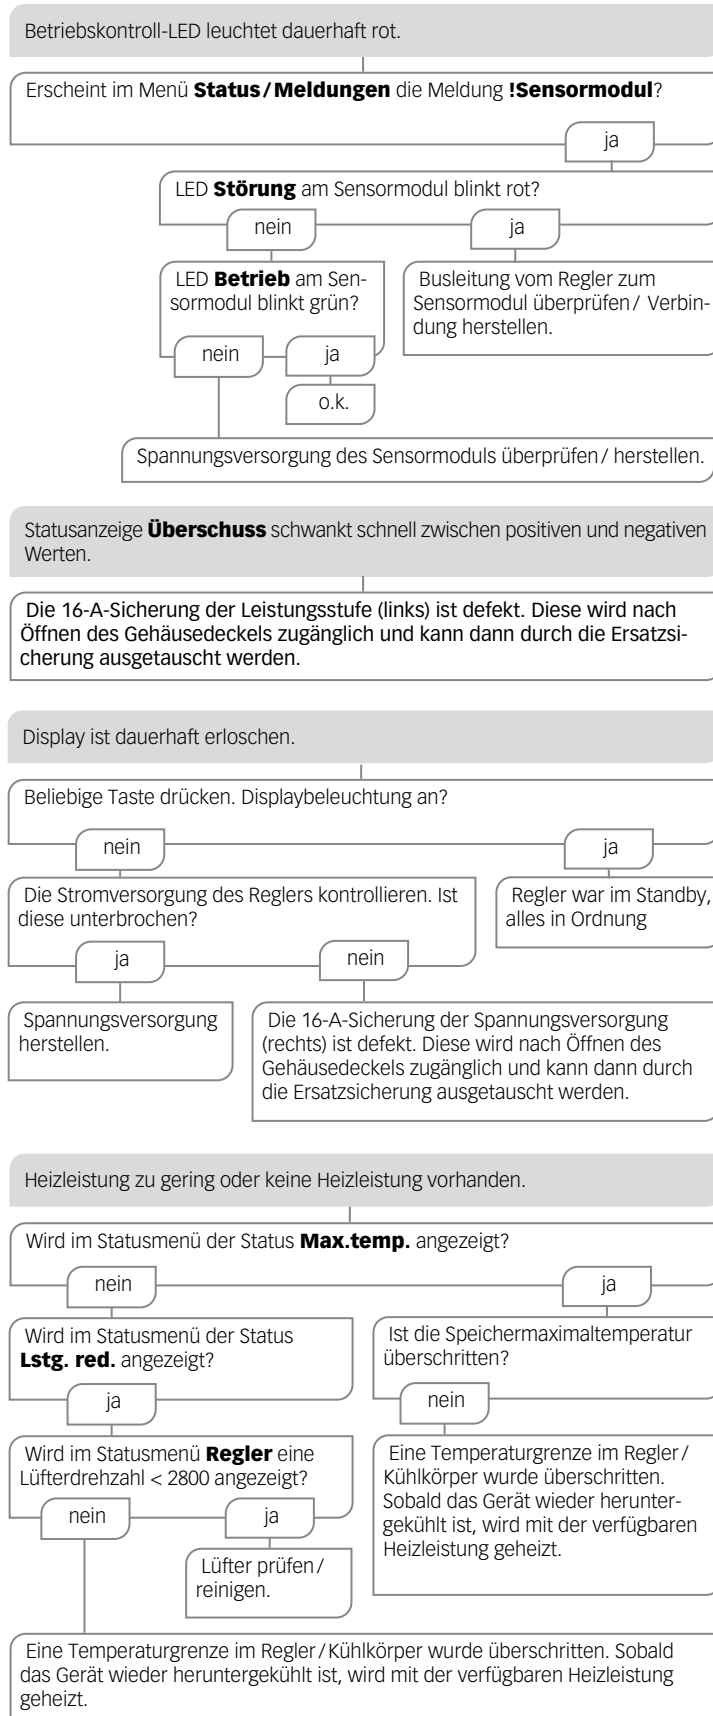 Betriebskontroll-LED leuchtet dauerhaft rot.
Erscheint im Menü Status / Meldungen die Meldung !Sensormodul?
ja
LED Störung am Sensormodul blinkt rot?
nein
ja
LED Betrieb am Sen-
sormodul blinkt grün?
Busleitung vom Regler zum
Sensormodul überprüfen / Verbin-
dung herstellen.
nein
ja
o.k.
Spannungsversorgung des Sensormoduls überprüfen / herstellen.
Statusanzeige Überschuss schwankt schnell zwischen positiven und negativen
Werten.
Die 16-A-Sicherung der Leistungsstufe (links) ist defekt. Diese wird nach
Öffnen des Gehäusedeckels zugänglich und kann dann durch die Ersatzsi-
cherung ausgetauscht werden.
Display ist dauerhaft erloschen.
Beliebige Taste drücken. Displaybeleuchtung an?
nein
ja
Die Stromversorgung des Reglers kontrollieren. Ist
diese unterbrochen?
Regler war im Standby,
alles in Ordnung
ja
nein
Spannungsversorgung
herstellen.
Die 16-A-Sicherung der Spannungsversorgung
(rechts) ist defekt. Diese wird nach Öffnen des
Gehäusedeckels zugänglich und kann dann durch
die Ersatzsicherung ausgetauscht werden.
Heizleistung zu gering oder keine Heizleistung vorhanden.
Wird im Statusmenü der Status Max.temp. angezeigt?
nein
ja
Wird im Statusmenü der Status
Lstg. red. angezeigt?
Ist die Speichermaximaltemperatur
überschritten?
ja
nein
Wird im Statusmenü Regler eine
Lüfterdrehzahl < 2800 angezeigt?
Eine Temperaturgrenze im Regler /
Kühlkörper wurde überschritten.
Sobald das Gerät wieder herunter-
gekühlt ist, wird mit der verfügbaren
Heizleistung geheizt.
nein
ja
Lüfter prüfen /
reinigen.
Eine Temperaturgrenze im Regler / Kühlkörper wurde überschritten. Sobald
das Gerät wieder heruntergekühlt ist, wird mit der verfügbaren Heizleistung
geheizt.